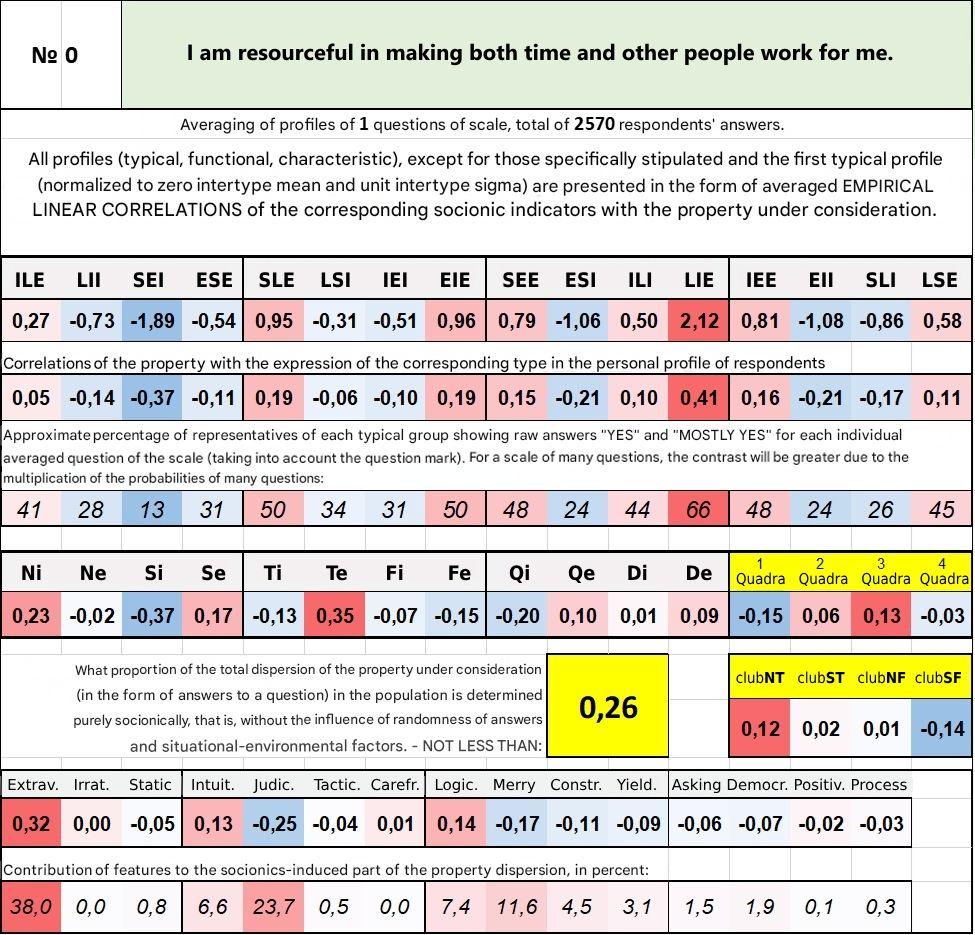 № 0
I am resourceful in making both time and other people work for me.
Averaging of profiles of 1 questions of scale, total of 2570 respondents' answers.
All profiles (typical, functional, characteristic), except for those specifically stipulated and the first typical profile
(normalized to zero intertype mean and unit intertype sigma) are presented in the form of averaged EMPIRICAL
LINEAR CORRELATIONS of the corresponding socionic indicators with the property under consideration.
ILE LII SEI ESE SLE LSI IEI EIE SEE ESI ILI LIE IEE EII SLI LSE
0,27 -0,73 -1,89 -0,54 0,95 -0,31 -0,51 0,96 0,79 -1,06 0,50 2,12 0,81 -1,08 -0,86 0,58
Correlations of the property with the expression of the corresponding type in the personal profile of respondents
0,05 -0,14 -0,37 -0,11 0,19 -0,06 -0,10 0,19 0,15 -0,21 0,10 0,41 0,16 -0,21 -0,17 0,11
Approximate percentage of representatives of each typical group showing raw answers "YES" and "MOSTLY YES" for each individual
averaged question of the scale (taking into account the question mark). For a scale of many questions, the contrast will be greater due to the
multiplication of the probabilities of many questions:
41 28 13 31 50 34 31 50 48 24 44 66 48 24 26 45
Ni Ne Si Se Ti Te Fi Fe Qi Qe Di De 1 Quadra 2 Quadra 3 Quadra 4 Quadra
0,23 -0,02 -0,37 0,17 -0,13 0,35 -0,07 -0,15 -0,20 0,10 0,01 0,09 -0,15 0,06 0,13 -0,03
What proportion of the total dispersion of the property under consideration
(in the form of answers to a question) in the population is determined
purely socionically, that is, without the influence of randomness of answers
and situational-environmental factors. - NOT LESS THAN:
0,26
clubNT clubST clubNF clubSF
0,12 0,02 0,01 -0,14
Extrav. Irrat. Static Intuit. Judic. Tactic. Carefr. Logic. Merry Constr. Yield. Asking Democr. Positiv. Process
0,32 0,00 -0,05 0,13 -0,25 -0,04 0,01 0,14 -0,17 -0,11 -0,09 -0,06 -0,07 -0,02 -0,03
Contribution of features to the socionics-induced part of the property dispersion, in percent:
38,0 0,0 0,8 6,6 23,7 0,5 0,0 7,4 11,6 4,5 3,1 1,5 1,9 0,1 0,3